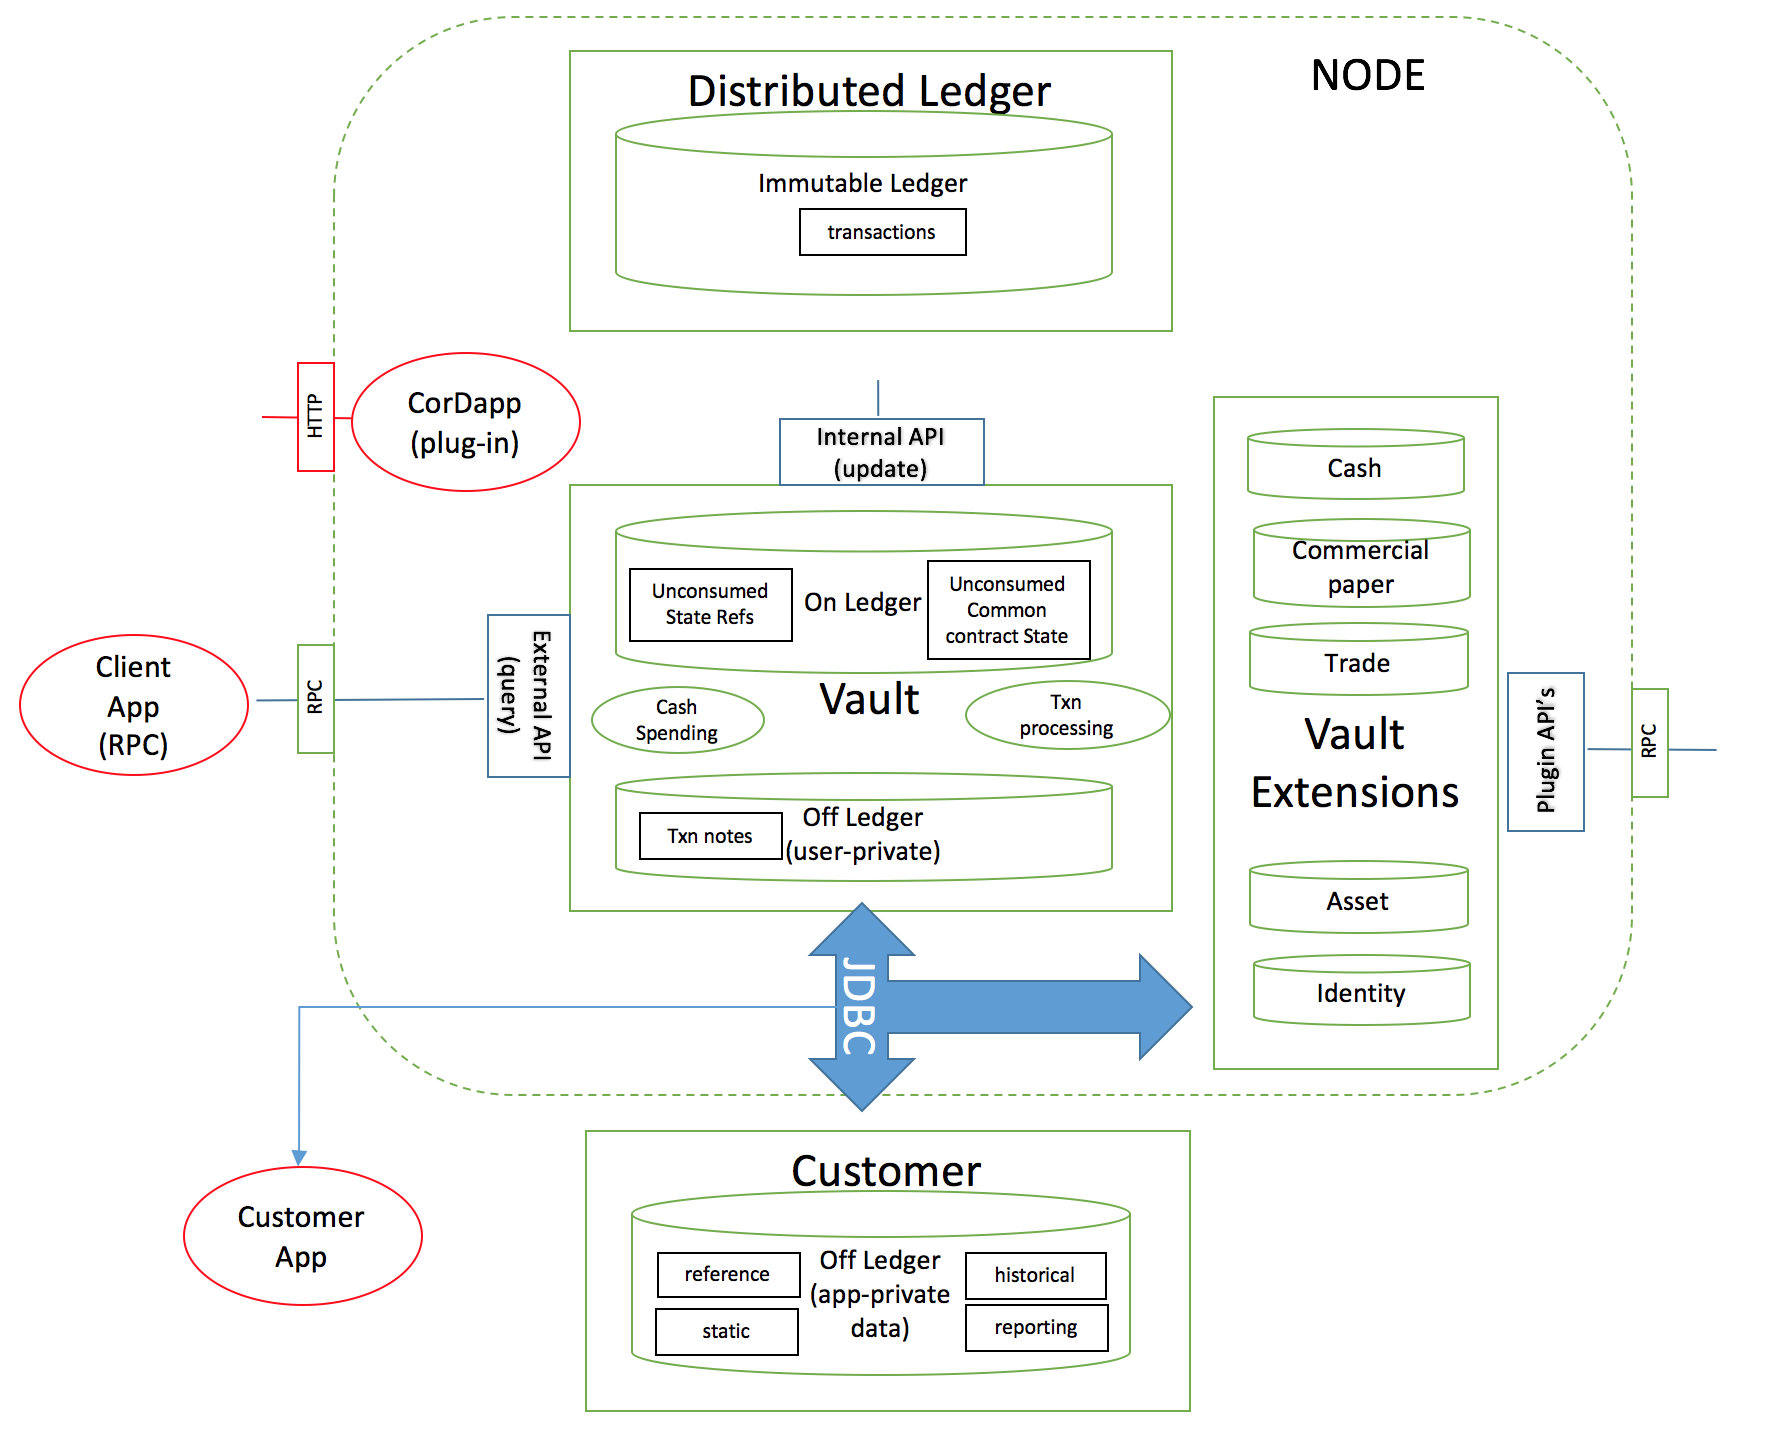 NODE
Distributed Ledger
Immutable Ledger
transactions
HTTP
CorDapp
(plug-in)
Internal API
(update)
Client
App
(RPC)
RPC
External API
(query)
Unconsumed
State Refs
On Ledger
Unconsumed
Common
contract State
Vault
Cash
Spending
Txn
processing
Txn notes
Off Ledger
(user-private)
Cash
Commercial
paper
Trade
Vault
Extensions
Asset
Identity
Plugin API's
RPC
JDBC
Customer
App
Customer
Off Ledger
(app-private
data)
reference
static
historical
reporting